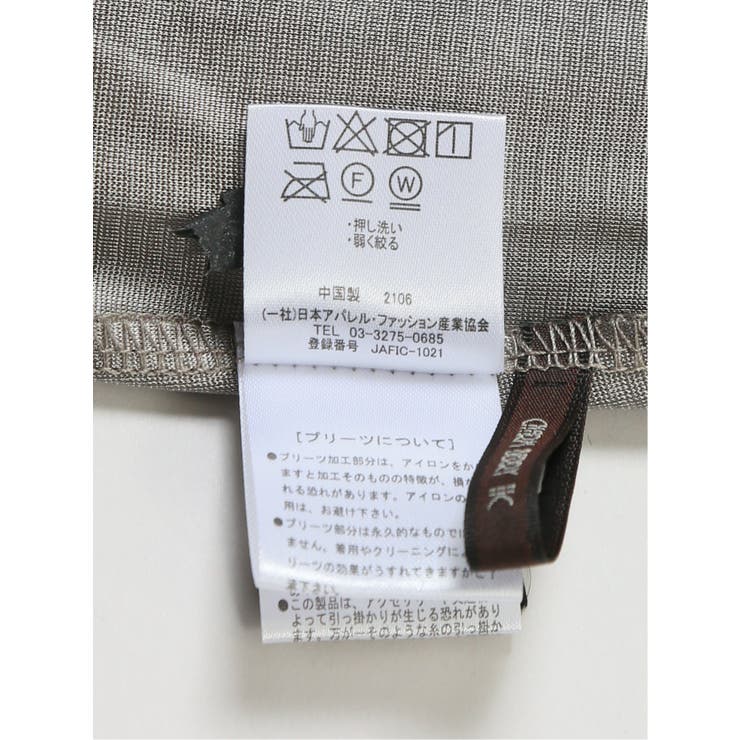 F W
・押し洗い
・弱く絞る
中国製 2106
(一社)日本アパレル・ファッション産業協会
TEL 03-3275-0685
登録番号 JAFIC-1021
[プリーツについて]
●プリーツ加工部分は、アイロンをか
ますと加工そのものの特徴が、損
れる恐れがあります。アイロンの
用は、お避け下さい。
●プリーツ部分は永久的なもので
ません、着用やクリーニングに
リーツの効果がうすれてきますが
●この製品は、アクセサリー
よって引っ掛かりが生じる恐れがあり
ます。万が一そのような糸の引っ掛か